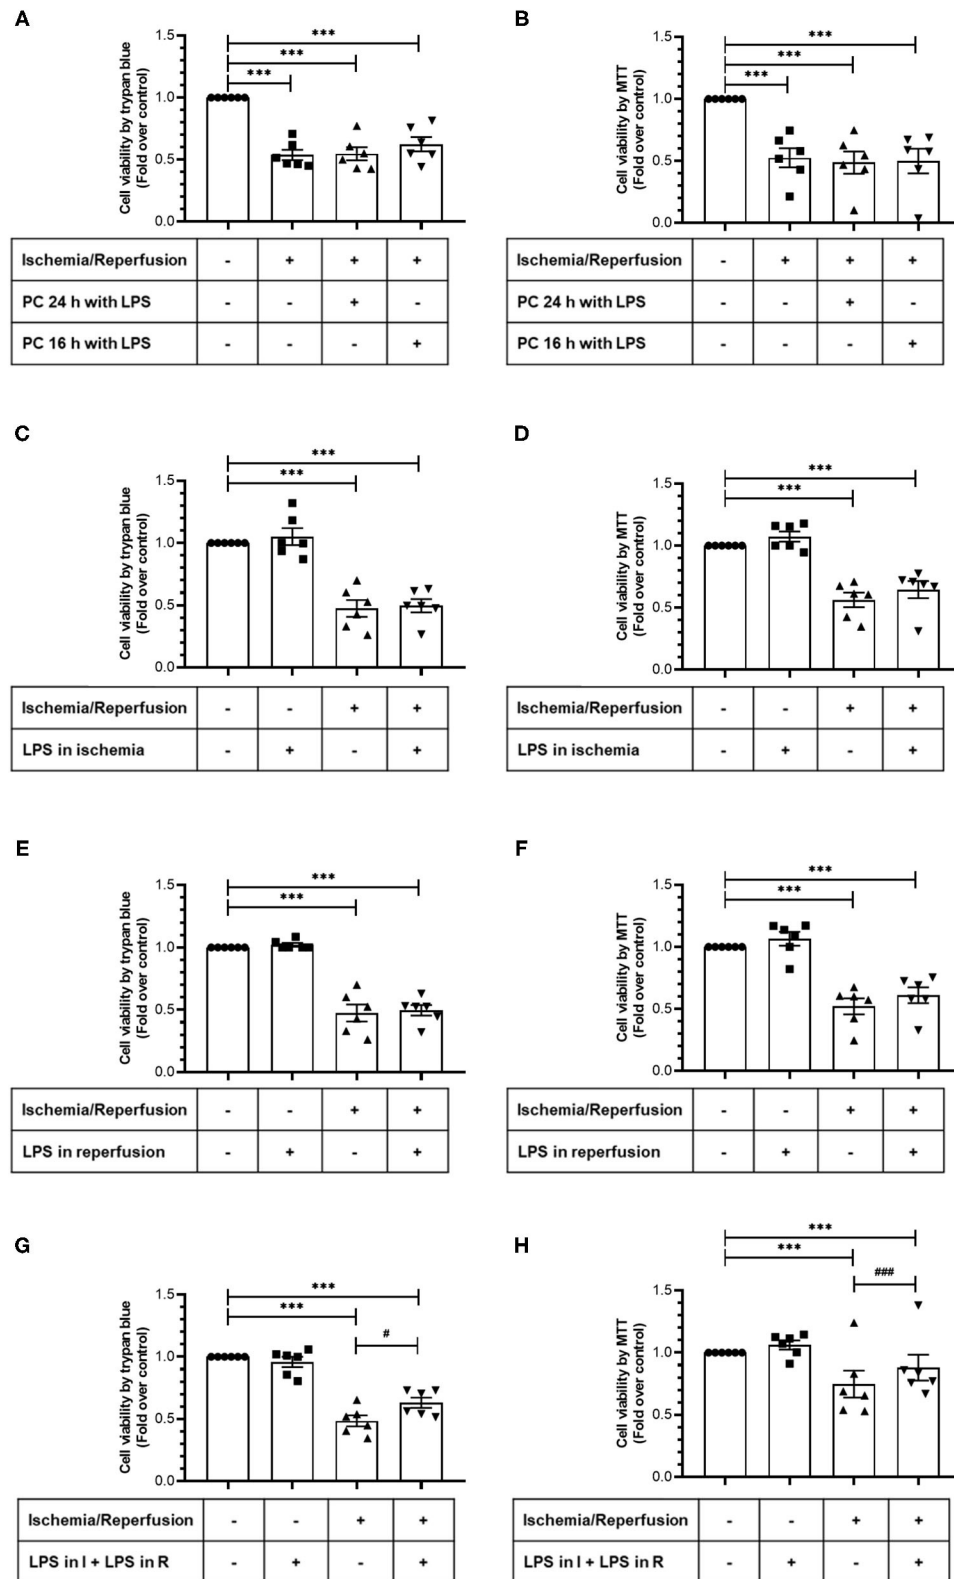 A
Cell viability by trypan blue
(Fold over control)
1.5
1.0
0.5
0.0
***
***
***
Ischemia/Reperfusion - + + +
PC 24 h with LPS - - + -
PC 16 h with LPS - - - +
B
Cell viability by MTT
(Fold over control)
1.5
1.0
0.5
0.0
***
***
***
Ischemia/Reperfusion - + + +
PC 24 h with LPS - - + -
PC 16 h with LPS - - - +
C
Cell viability by trypan blue
(Fold over control)
1.5
1.0
0.5
0.0
***
***
Ischemia/Reperfusion - - + +
LPS in ischemia - + - +
D
Cell viability by MTT
(Fold over control)
1.5
1.0
0.5
0.0
***
***
Ischemia/Reperfusion - - + +
LPS in ischemia - + - +
E
Cell viability by trypan blue
(Fold over control)
1.5
1.0
0.5
0.0
***
***
Ischemia/Reperfusion - - + +
LPS in reperfusion - + - +
F
Cell viability by MTT
(Fold over control)
1.5
1.0
0.5
0.0
***
***
Ischemia/Reperfusion - - + +
LPS in reperfusion - + - +
G
Cell viability by trypan blue
(Fold over control)
1.5
1.0
0.5
0.0
***
***
#
Ischemia/Reperfusion - - + +
LPS in I + LPS in R - + - +
H
Cell viability by MTT
(Fold over control)
1.5
1.0
0.5
0.0
***
***
###
Ischemia/Reperfusion - - + +
LPS in I + LPS in R - + - +